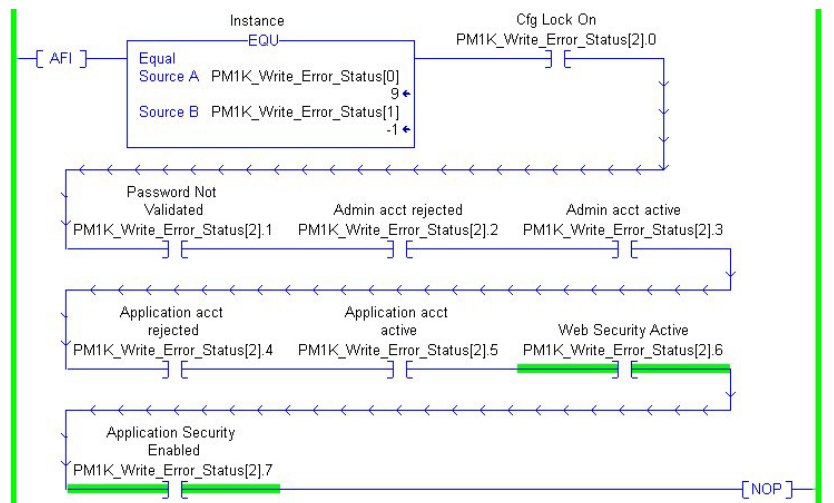 Instance
Cfg Lock On
EQU
PM1K_Write_Error_Status[2].0
AFI
Equal
Source A PM1K_Write_Error_Status[0]
9
Source B PM1K_Write_Error_Status[1]
-1
Password Not
Validated
Admin acct rejected
Admin acct active
PM1K_Write_Error_Status[2].1 PM1K_Write_Error_Status[2].2 PM1K_Write_Error_Status[2].3
Application acct
rejected
Application acct
active
Web Security Active
PM1K_Write_Error_Status[2].4 PM1K_Write_Error_Status[2].5 PM1K_Write_Error_Status[2].6
Application Security
Enabled
PM1K_Write_Error_Status[2].7
NOP